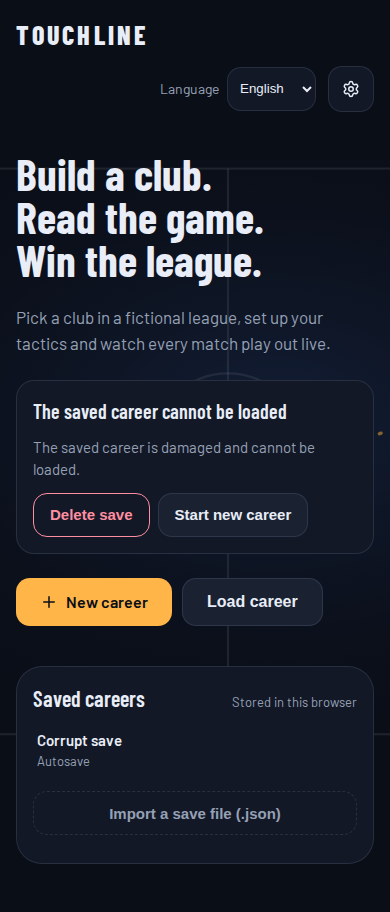 TOUCHLINE
Language
English
Build a club.
Read the game.
Win the league.
Pick a club in a fictional league, set up your
tactics and watch every match play out live.
The saved career cannot be loaded
The saved career is damaged and cannot be
loaded.
Delete save
Start new career
+ New career
Load career
Saved careers
Stored in this browser
Corrupt save
Autosave
Import a save file (.json)